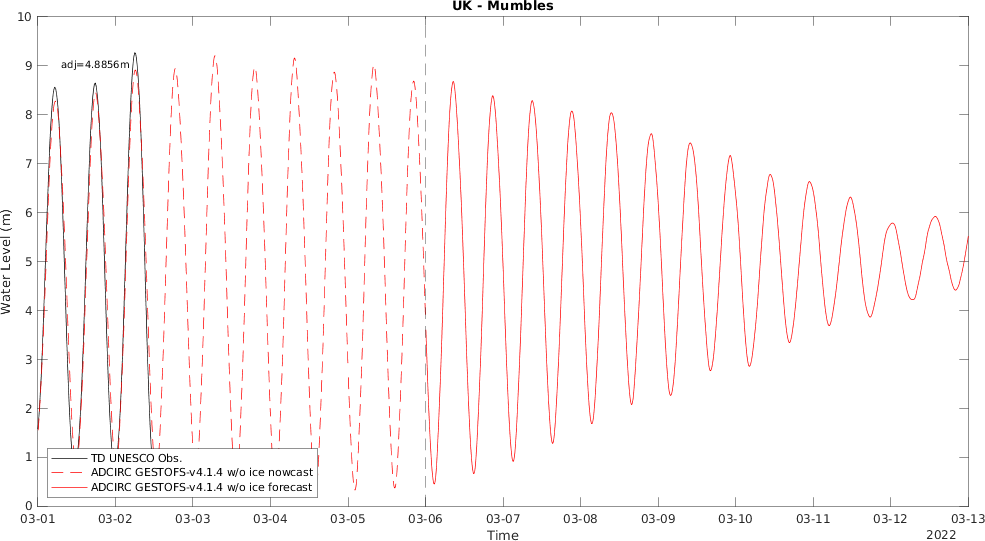 UK - Mumbles
10
9
8
7
6
5
4
3
2
1
0
Water Level (m)
adj=4.8856m
TD UNESCO Obs.
ADCIRC GESTOFS-v4.1.4 w/o ice nowcast
ADCIRC GESTOFS-v4.1.4 w/o ice forecast
03-01 03-02 03-03 03-04 03-05 03-06 03-07 03-08 03-09 03-10 03-11 03-12 03-13
Time
2022